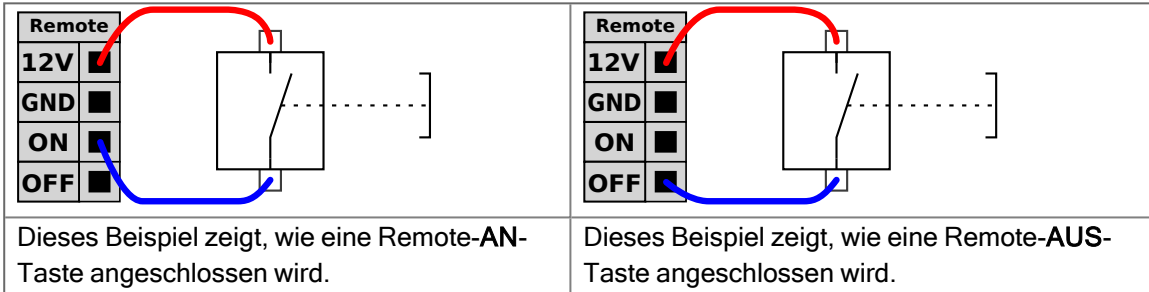 Remote
12V
GND
ON
OFF
Dieses Beispiel zeigt, wie eine Remote-AN-
Taste angeschlossen wird.
Remote
12V
GND
ON
OFF
Dieses Beispiel zeigt, wie eine Remote-AUS-
Taste angeschlossen wird.